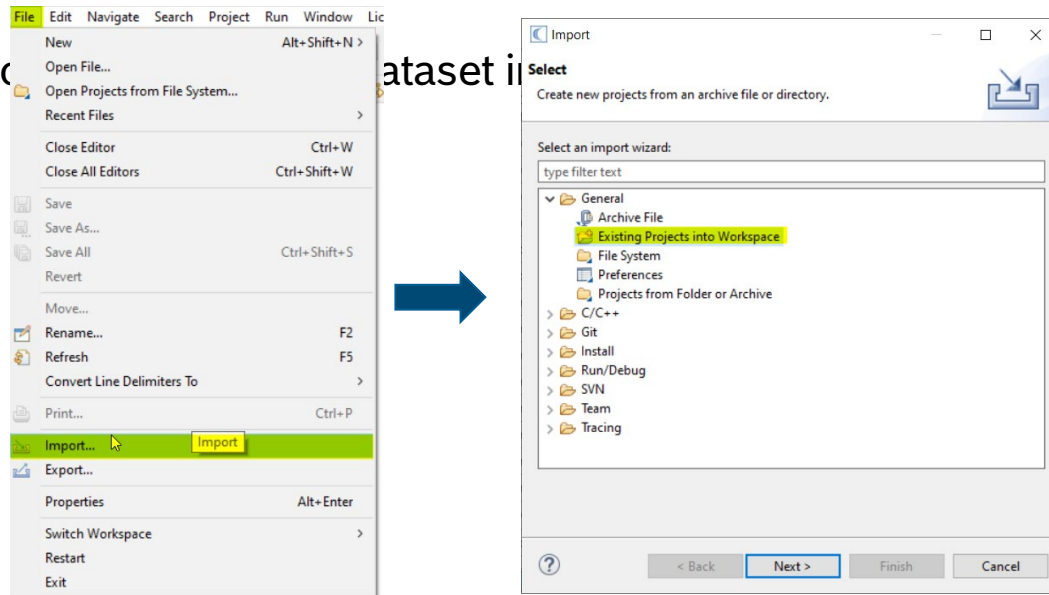 File Edit Navigate Search Project Run Window
New Alt+Shift+N >
Open File...
Open Projects from File System...
Recent Files >
Close Editor Ctrl+W
Close All Editors Ctrl+Shift+W
Save
Save As...
Save All Ctrl+Shift+S
Revert
Move...
Rename... F2
Refresh F5
Convert Line Delimiters To >
Print... Ctrl+P
Import... Import
Export...
Properties Alt+Enter
Switch Workspace >
Restart
Exit
ataset
Import
Select
Create new projects from an archive file or directory.
Select an import wizard:
type filter text
General
Archive File
Existing Projects into Workspace
File System
Preferences
Projects from Folder or Archive
> C/C++
> Git
> Install
> Run/Debug
> SVN
> Team
> Tracing
? < Back Next > Finish Cancel